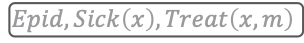 Epid, Sick(x), Treat(x, m)